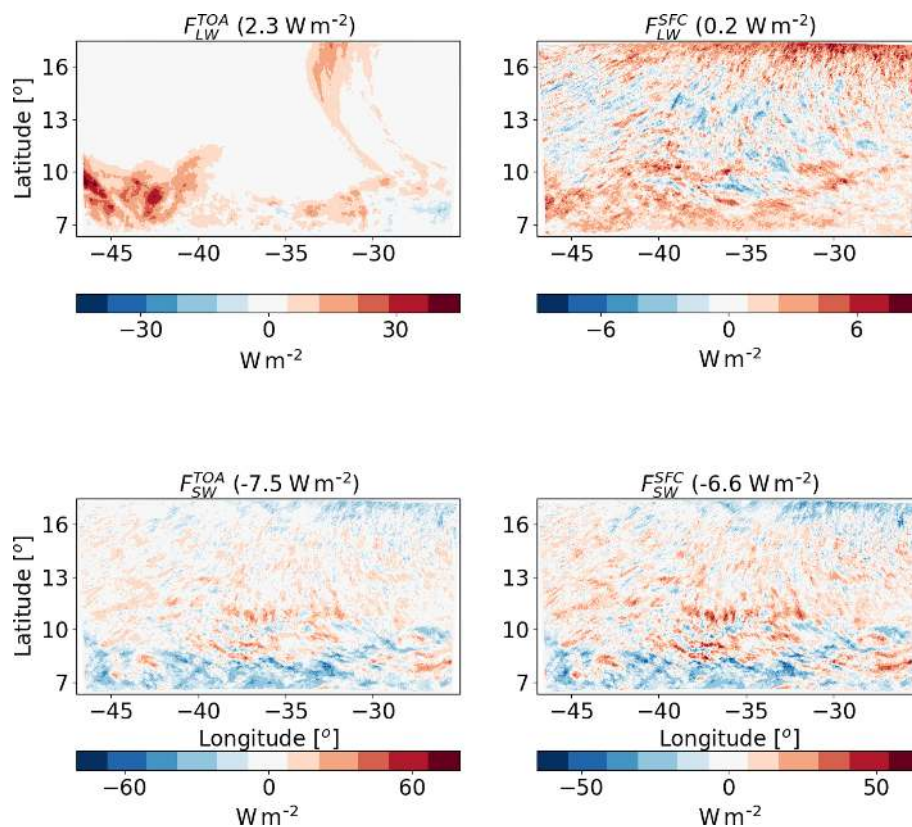 F_LW^TOA (2.3 W m⁻²)
16
13
10
7
Latitude [°]
−45 −40 −35 −30
−30 0 30
W m⁻²
F_LW^SFC (0.2 W m⁻²)
16
13
10
7
−45 −40 −35 −30
−6 0 6
W m⁻²
F_SW^TOA (-7.5 W m⁻²)
16
13
10
7
Latitude [°]
−45 −40 −35 −30
Longitude [°]
−60 0 60
W m⁻²
F_SW^SFC (-6.6 W m⁻²)
16
13
10
7
−45 −40 −35 −30
Longitude [°]
−50 0 50
W m⁻²